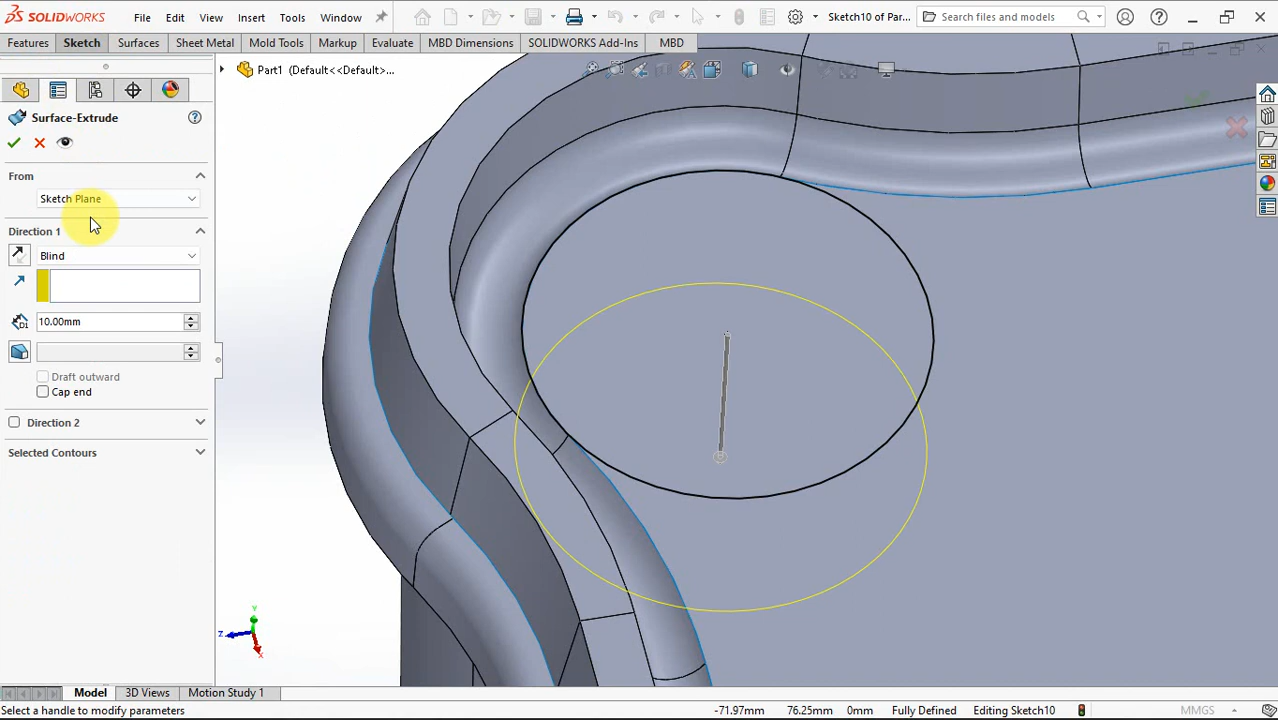 SOLIDWORKS File Edit View Insert Tools Window Sketch10 of Par... Search files and models
Features Sketch Surfaces Sheet Metal Mold Tools Markup Evaluate MBD Dimensions SOLIDWORKS Add-Ins MBD
Part1 (Default<<Default>...
Surface-Extrude
From
Sketch Plane
Direction 1
Blind
10.00mm
Draft outward
Cap end
Direction 2
Selected Contours
Y
Z
X
Model 3D Views Motion Study 1
Select a handle to modify parameters -71.97mm 76.25mm 0mm Fully Defined Editing Sketch10 MMGS